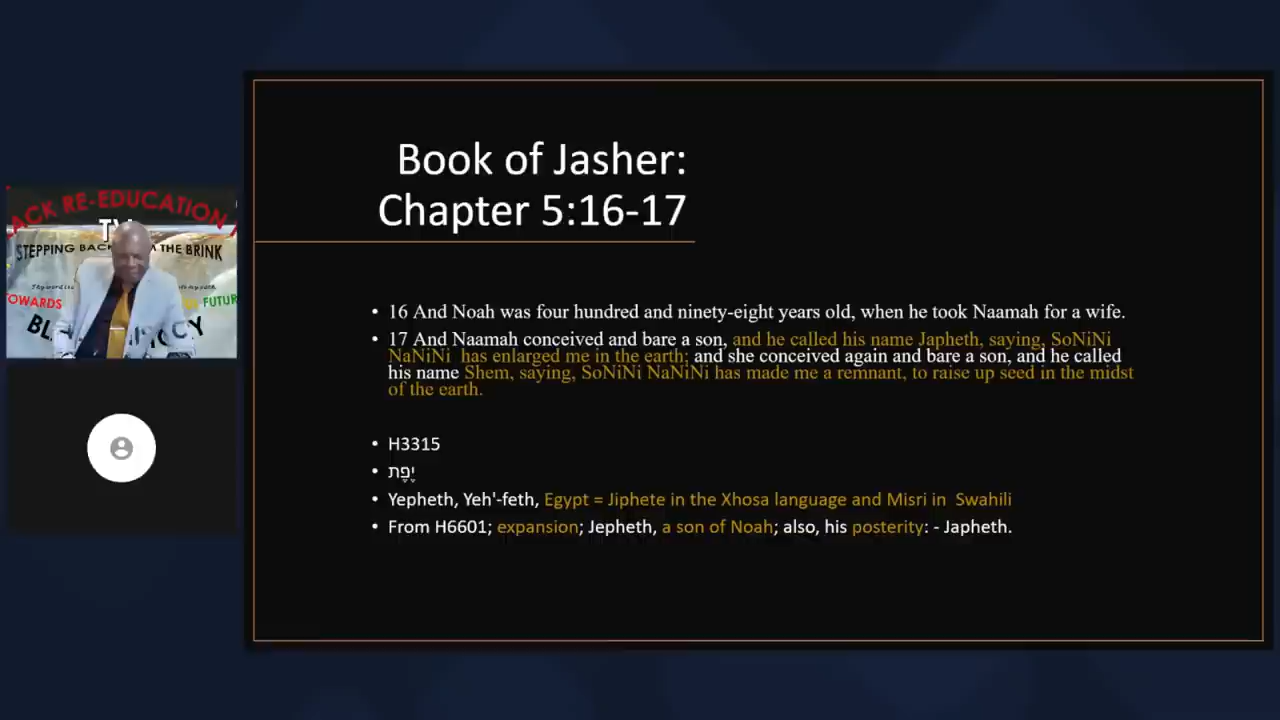 ACK RE-EDUCATION
TV
STEPPING BACK THE BRINK
TOWARDS
FUTUR
Book of Jasher:
Chapter 5:16-17
• 16 And Noah was four hundred and ninety-eight years old, when he took Naamah for a wife.
• 17 And Naamah conceived and bare a son, and he called his name Japheth, saying, SoNiNi
NaNiNi has enlarged me in the earth; and she conceived again and bare a son, and he called
his name Shem, saying, SoNiNi NaNiNi has made me a remnant, to raise up seed in the midst
of the earth.
• H3315
• יֶפֶת
• Yepheth, Yeh'-feth, Egypt = Jiphete in the Xhosa language and Misri in Swahili
• From H6601; expansion; Jepheth, a son of Noah; also, his posterity: - Japheth.